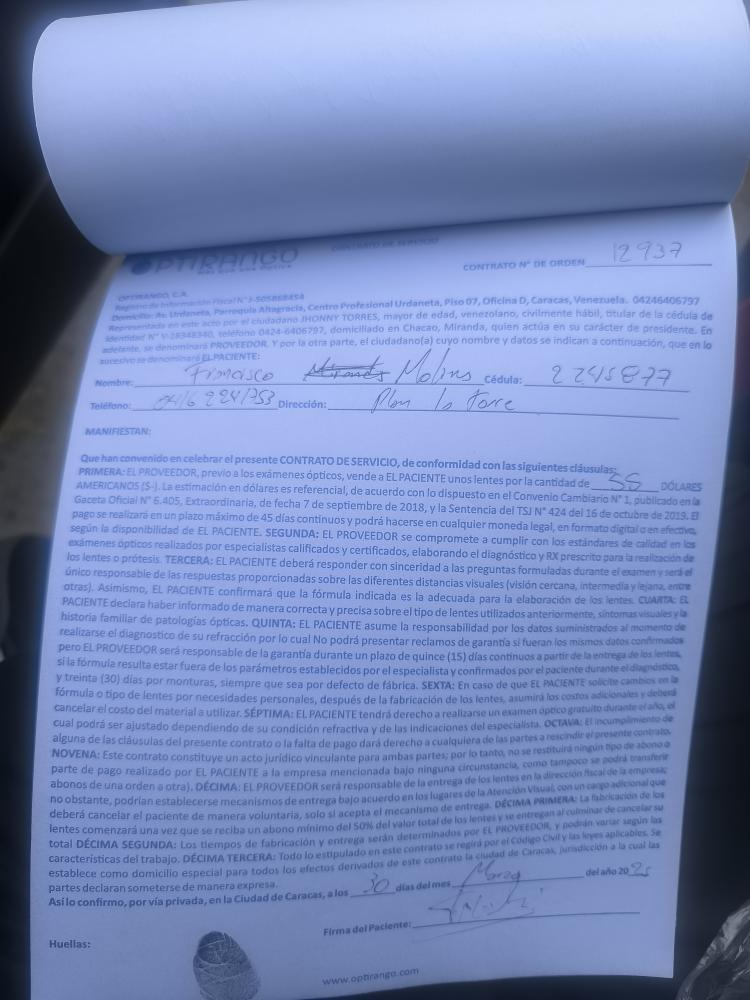 OPTIRANGO
CONTRATO DE SERVICIO
CONTRATO N° DE ORDEN 12937
OPTIRANGO, C.A.
Registro de Información Fiscal N° J-505868454
Domicilio: Av. Urdaneta, Parroquia Altagracia, Centro Profesional Urdaneta, Piso 07, Oficina D, Caracas, Venezuela. 04246406797
Representada en este acto por el ciudadano JHONNY TORRES, mayor de edad, venezolano, civilmente hábil, titular de la cédula de
Identidad N° V-28348340, teléfono 0424-6406797, domiciliado en Chacao, Miranda, quien actúa en su carácter de presidente. En
adelante, se denominará PROVEEDOR. Y por la otra parte, el ciudadano(a) cuyo nombre y datos se indican a continuación, que en lo
sucesivo se denominará EL PACIENTE:
Nombre: Francisco Molins Cédula: 2245877
Teléfono: 0416 2241753 Dirección: Plan la torre
MANIFIESTAN:
Que han convenido en celebrar el presente CONTRATO DE SERVICIO, de conformidad con las siguientes cláusulas:
PRIMERA: EL PROVEEDOR, previo a los exámenes ópticos, vende a EL PACIENTE unos lentes por la cantidad de 55 DÓLARES
AMERICANOS (S-). La estimación en dólares es referencial, de acuerdo con lo dispuesto en el Convenio Cambiario N° 1, publicado en la
Gaceta Oficial N° 6.405, Extraordinaria, de fecha 7 de septiembre de 2018, y la Sentencia del TSJ N° 424 del 16 de octubre de 2019. El
pago se realizará en un plazo máximo de 45 días continuos y podrá hacerse en cualquier moneda legal, en formato digital o en efectivo,
según la disponibilidad de EL PACIENTE. SEGUNDA: EL PROVEEDOR se compromete a cumplir con los estándares de calidad en los
exámenes ópticos realizados por especialistas calificados y certificados, elaborando el diagnóstico y RX prescrito para la realización de
los lentes o prótesis. TERCERA: EL PACIENTE deberá responder con sinceridad a las preguntas formuladas durante el examen y será el
único responsable de las respuestas proporcionadas sobre las diferentes distancias visuales (visión cercana, intermedia y lejana, entre
otras). Asimismo, EL PACIENTE confirmará que la fórmula indicada es la adecuada para la elaboración de los lentes. CUARTA: EL
PACIENTE declara haber informado de manera correcta y precisa sobre el tipo de lentes utilizados anteriormente, síntomas visuales y la
historia familiar de patologías ópticas. QUINTA: EL PACIENTE asume la responsabilidad por los datos suministrados al momento de
realizarse el diagnostico de su refracción por lo cual No podrá presentar reclamos de garantía si fueran los mismos datos confirmados
pero EL PROVEEDOR será responsable de la garantía durante un plazo de quince (15) días continuos a partir de la entrega de los lentes,
si la fórmula resulta estar fuera de los parámetros establecidos por el especialista y confirmados por el paciente durante el diagnóstico,
y treinta (30) días por monturas, siempre que sea por defecto de fábrica. SEXTA: En caso de que EL PACIENTE solicite cambios en la
fórmula o tipo de lentes por necesidades personales, después de la fabricación de los lentes, asumirá los costos adicionales y deberá
cancelar el costo del material a utilizar. SÉPTIMA: EL PACIENTE tendrá derecho a realizarse un examen óptico gratuito durante el año, el
cual podrá ser ajustado dependiendo de su condición refractiva y de las indicaciones del especialista. OCTAVA: El incumplimiento de
alguna de las cláusulas del presente contrato o la falta de pago dará derecho a cualquiera de las partes a rescindir el presente contrato.
NOVENA: Este contrato constituye un acto jurídico vinculante para ambas partes; por lo tanto, no se restituirá ningún tipo de abono o
parte de pago realizado por EL PACIENTE a la empresa mencionada bajo ninguna circunstancia, como tampoco se podrá transferir
abonos de una orden a otra). DÉCIMA: EL PROVEEDOR será responsable de la entrega de los lentes en la dirección fiscal de la empresa;
no obstante, podrían establecerse mecanismos de entrega bajo acuerdo en los lugares de la Atención Visual, con un cargo adicional que
deberá cancelar el paciente de manera voluntaria, solo si acepta el mecanismo de entrega. DÉCIMA PRIMERA: La fabricación de los
lentes comenzará una vez que se reciba un abono mínimo del 50% del valor total de los lentes y se entregan al culminar de cancelar su
total DÉCIMA SEGUNDA: Los tiempos de fabricación y entrega serán determinados por EL PROVEEDOR, y podrán variar según las
características del trabajo. DÉCIMA TERCERA: Todo lo estipulado en este contrato se regirá por el Código Civil y las leyes aplicables. Se
establece como domicilio especial para todos los efectos derivados de este contrato la ciudad de Caracas, jurisdicción a la cual las
partes declaran someterse de manera expresa.
Así lo confirmo, por vía privada, en la Ciudad de Caracas, a los 30 días del mes Marzo del año 2025
Firma del Paciente:
Huellas:
www.optirango.com